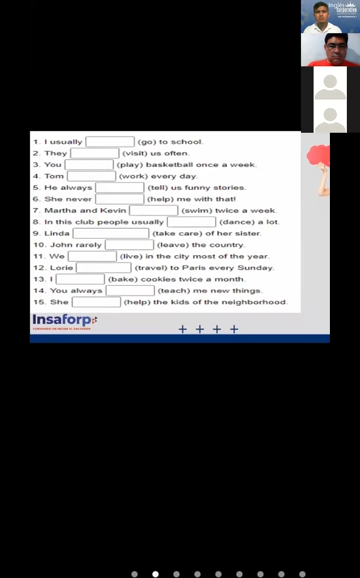 Inglés
Corporativo
1. I usually (go) to school.
2. They (visit) us often.
3. You (play) basketball once a week.
4. Tom (work) every day.
5. He always (tell) us funny stories.
6. She never (help) me with that!
7. Martha and Kevin (swim) twice a week.
8. In this club people usually (dance) a lot.
9. Linda (take care) of her sister.
10. John rarely (leave) the country.
11. We (live) in the city most of the year.
12. Lorie (travel) to Paris every Sunday.
13. I (bake) cookies twice a month.
14. You always (teach) me new things.
15. She (help) the kids of the neighborhood.
Insaforp